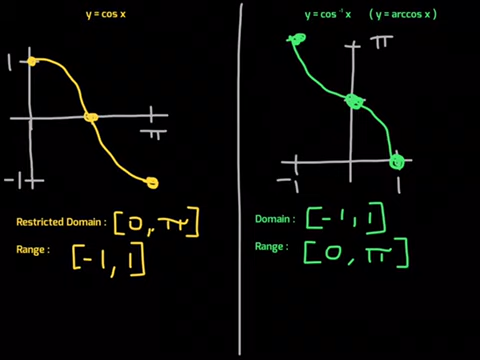 y = cos x
1
π
-1
Restricted Domain : [0, π]
Range : [-1, 1]
y = cos⁻¹ x ( y = arccos x )
π
-1
1
Domain : [-1, 1]
Range : [0, π]